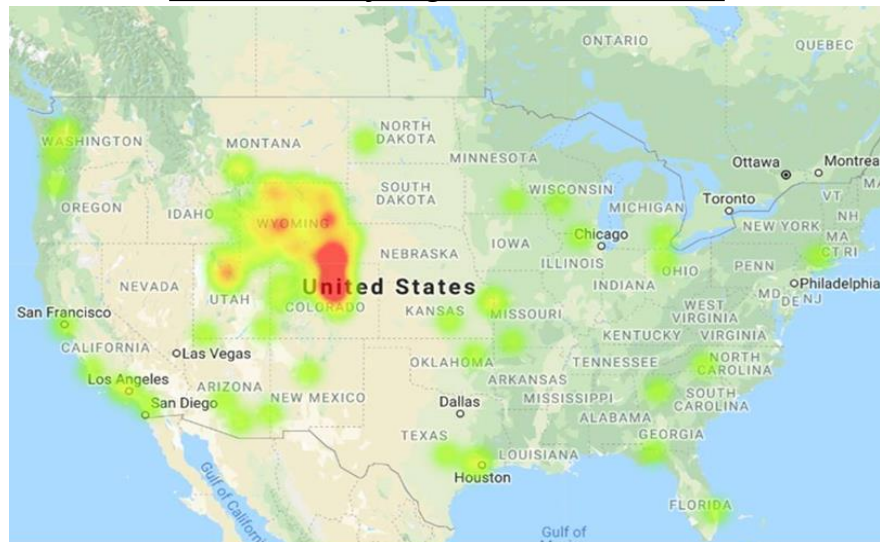 ONTARIO
QUEBEC
WASHINGTON
MONTANA
NORTH
DAKOTA
MINNESOTA
Ottawa
Montrea
OREGON
IDAHO
WYOMING
SOUTH
DAKOTA
WISCONSIN
MICHIGAN
Toronto
VT
MA
NH
NEW YORK
MA
CT RI
NEBRASKA
IOWA
Chicago
ILLINOIS
INDIANA
OHIO
PENN
Philadelphia
MD
DE
NJ
NEVADA
UTAH
COLORADO
United States
KANSAS
MISSOURI
WEST
VIRGINIA
VIRGINIA
KENTUCKY
San Francisco
CALIFORNIA
Las Vegas
Los Angeles
San Diego
ARIZONA
NEW MEXICO
OKLAHOMA
ARKANSAS
TENNESSEE
NORTH
CAROLINA
SOUTH
CAROLINA
MISSISSIPPI
ALABAMA
GEORGIA
Dallas
TEXAS
LOUISIANA
Houston
FLORIDA
Gulf of
Gulf of Califor